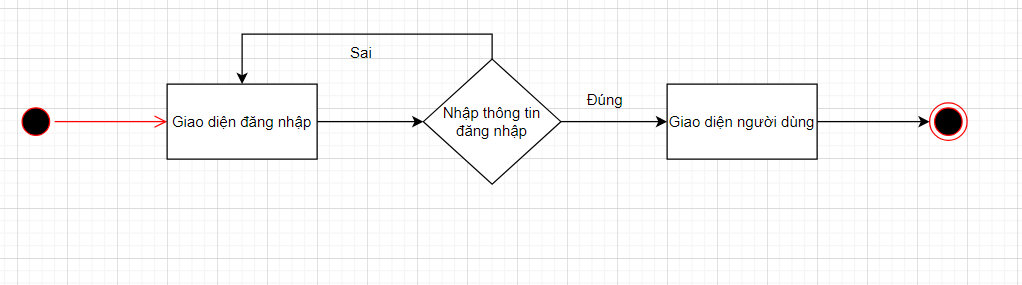 Sai
Giao diện đăng nhập
Nhập thông tin
đăng nhập
Đúng
Giao diện người dùng